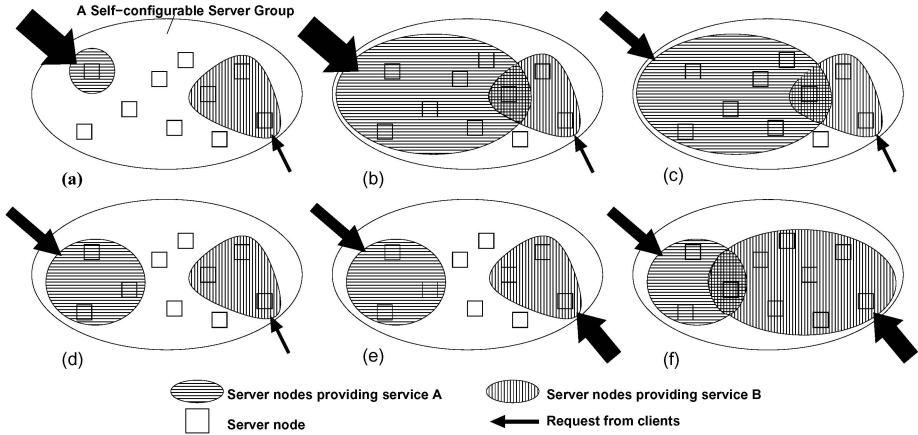 A Self-configurable Server Group
(a)
(b)
(c)
(d)
(e)
(f)
Server nodes providing service A
Server nodes providing service B
Server node
Request from clients